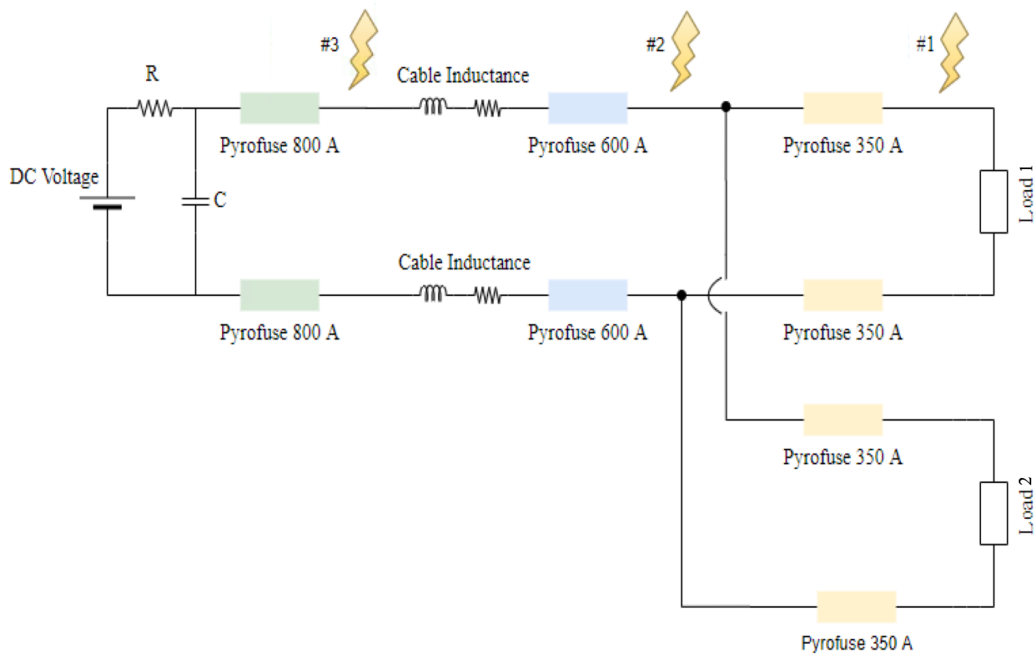 #3
#2
#1
R
Cable Inductance
Pyrofuse 800 A
Pyrofuse 600 A
Pyrofuse 350 A
DC Voltage
C
Load 1
Cable Inductance
Pyrofuse 800 A
Pyrofuse 600 A
Pyrofuse 350 A
Pyrofuse 350 A
Load 2
Pyrofuse 350 A